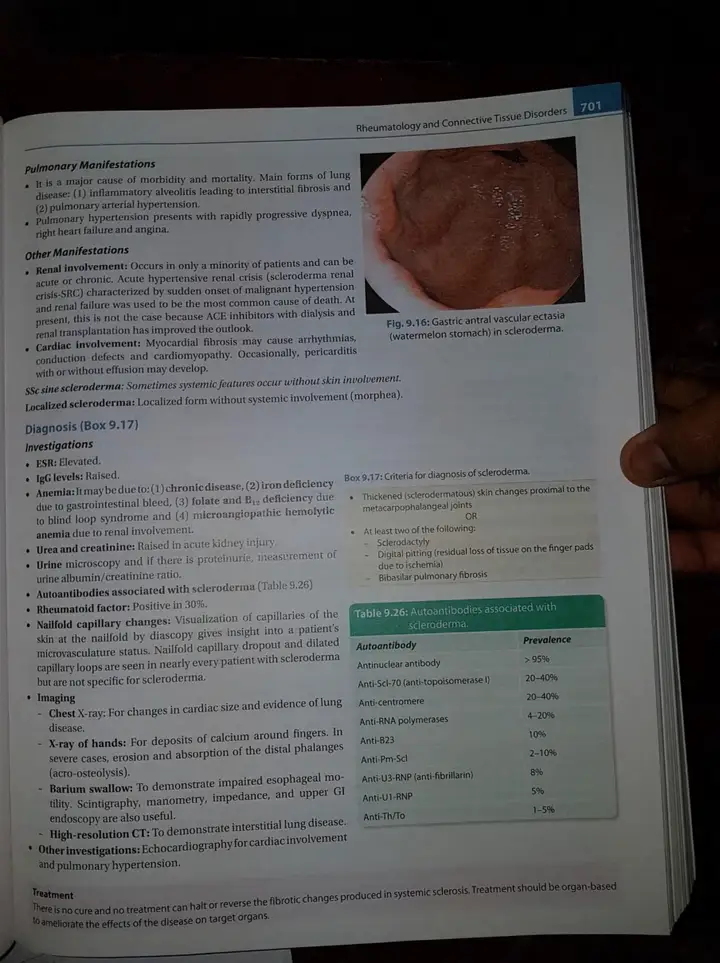 Rheumatology and Connective Tissue Disorders 701
Pulmonary Manifestations
• It is a major cause of morbidity and mortality. Main forms of lung
disease: (1) inflammatory alveolitis leading to interstitial fibrosis and
(2) pulmonary arterial hypertension.
• Pulmonary hypertension presents with rapidly progressive dyspnea,
right heart failure and angina.
Other Manifestations
• Renal involvement: Occurs in only a minority of patients and can be
acute or chronic. Acute hypertensive renal crisis (scleroderma renal
crisis-SRC) characterized by sudden onset of malignant hypertension
and renal failure was used to be the most common cause of death. At
present, this is not the case because ACE inhibitors with dialysis and
renal transplantation has improved the outlook.
• Cardiac involvement: Myocardial fibrosis may cause arrhythmias,
conduction defects and cardiomyopathy. Occasionally, pericarditis
with or without effusion may develop.
SSc sine scleroderma: Sometimes systemic features occur without skin involvement.
Localized scleroderma: Localized form without systemic involvement (morphea).
Fig. 9.16: Gastric antral vascular ectasia
(watermelon stomach) in scleroderma.
Diagnosis (Box 9.17)
Investigations
• ESR: Elevated.
• IgG levels: Raised.
• Anemia: It may be due to: (1) chronic disease, (2) iron deficiency
due to gastrointestinal bleed, (3) folate and B12 deficiency due
to blind loop syndrome and (4) microangiopathic hemolytic
anemia due to renal involvement.
• Urea and creatinine: Raised in acute kidney injury.
• Urine microscopy and if there is proteinuric, measurement of
urine albumin/creatinine ratio.
• Autoantibodies associated with scleroderma (Table 9.26)
• Rheumatoid factor: Positive in 30%.
• Nailfold capillary changes: Visualization of capillaries of the
skin at the nailfold by diascopy gives insight into a patient's
microvasculature status. Nailfold capillary dropout and dilated
capillary loops are seen in nearly every patient with scleroderma
but are not specific for scleroderma.
• Imaging
- Chest X-ray: For changes in cardiac size and evidence of lung
disease.
- X-ray of hands: For deposits of calcium around fingers. In
severe cases, erosion and absorption of the distal phalanges
(acro-osteolysis).
- Barium swallow: To demonstrate impaired esophageal mo-
tility. Scintigraphy, manometry, impedance, and upper GI
endoscopy are also useful.
- High-resolution CT: To demonstrate interstitial lung disease.
• Other investigations: Echocardiography for cardiac involvement
and pulmonary hypertension.
Box 9.17: Criteria for diagnosis of scleroderma.
• Thickened (sclerodermatous) skin changes proximal to the
metacarpophalangeal joints
OR
• At least two of the following:
- Sclerodactyly
- Digital pitting (residual loss of tissue on the finger pads
due to ischemia)
- Bibasilar pulmonary fibrosis
Table 9.26: Autoantibodies associated with
scleroderma.
Autoantibody Prevalence
Antinuclear antibody > 95%
Anti-Scl-70 (anti-topoisomerase I) 20–40%
Anti-centromere 20–40%
Anti-RNA polymerases 4–20%
Anti-B23 10%
Anti-Pm-Scl 2–10%
Anti-U3-RNP (anti-fibrillarin) 8%
Anti-U1-RNP 5%
Anti-Th/To 1–5%
Treatment
There is no cure and no treatment can halt or reverse the fibrotic changes produced in systemic sclerosis. Treatment should be organ-based
to ameliorate the effects of the disease on target organs.